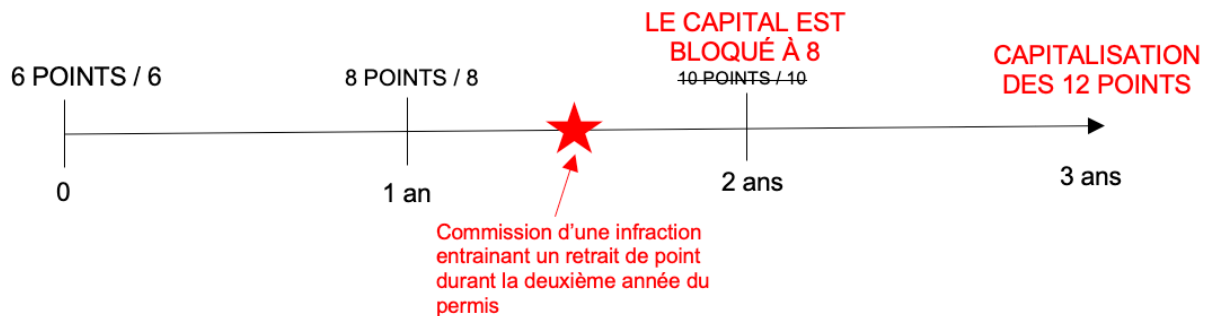 LE CAPITAL EST
BLOQUÉ À 8
6 POINTS / 6
8 POINTS / 8
10 POINTS / 10
CAPITALISATION
DES 12 POINTS
0
1 an
2 ans
3 ans
Commission d’une infraction
entrainant un retrait de point
durant la deuxième année du
permis